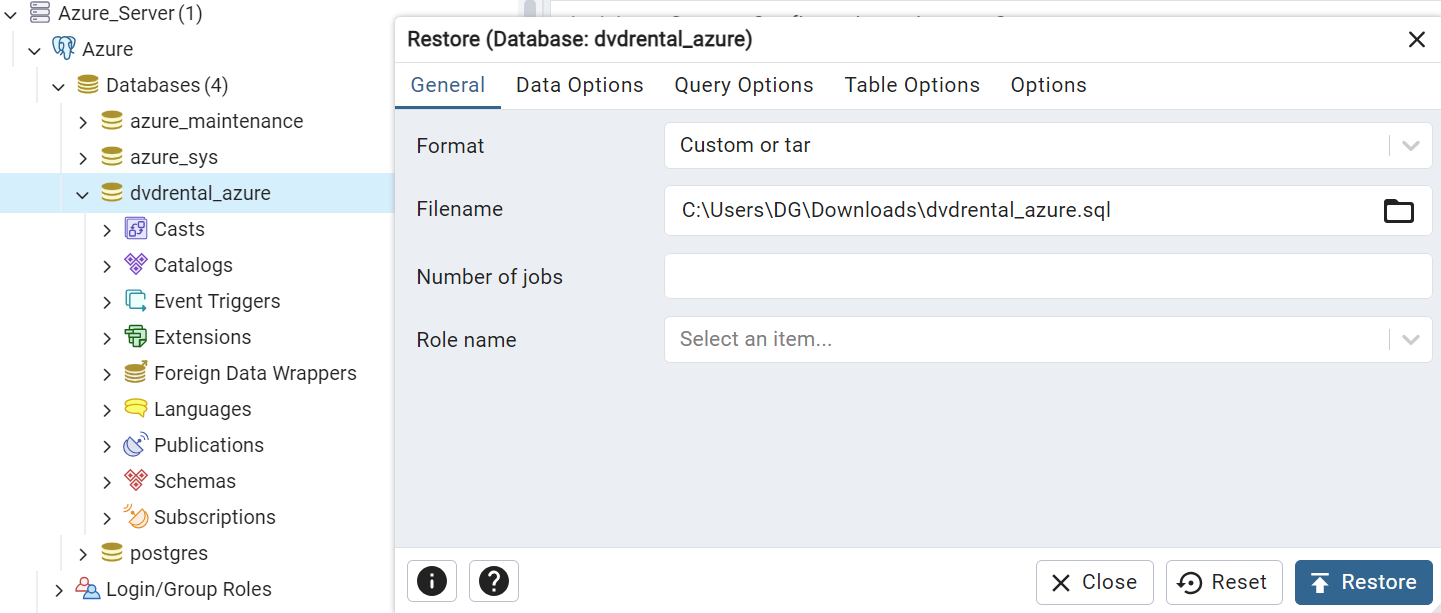 Azure_Server (1)
Azure
Databases (4)
azure_maintenance
azure_sys
dvdrental_azure
Casts
Catalogs
Event Triggers
Extensions
Foreign Data Wrappers
Languages
Publications
Schemas
Subscriptions
postgres
Login/Group Roles
Restore (Database: dvdrental_azure)
General Data Options Query Options Table Options Options
Format Custom or tar
Filename C:\Users\DG\Downloads\dvdrental_azure.sql
Number of jobs
Role name Select an item...
Close Reset Restore